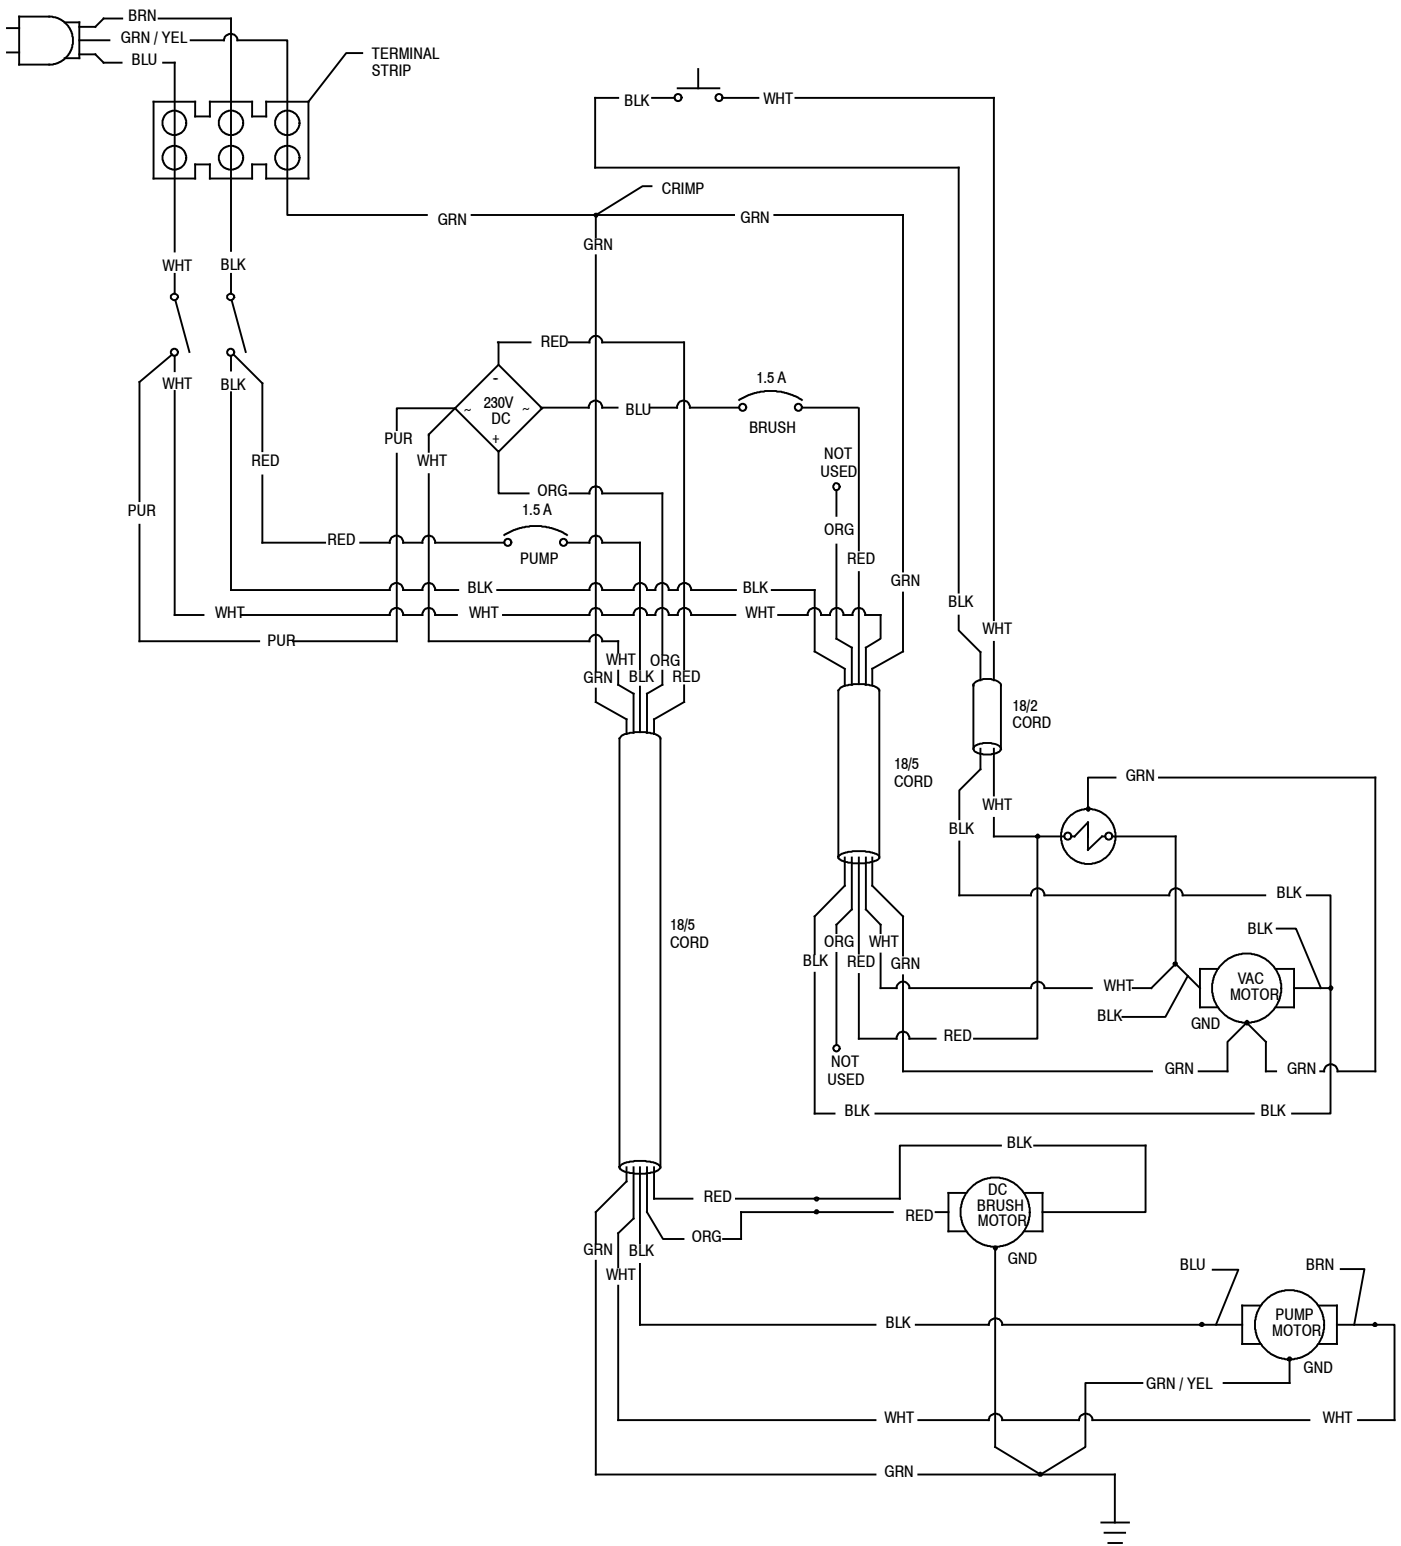 BRN
GRN / YEL
BLU
TERMINAL
STRIP
BLK
WHT
CRIMP
GRN
GRN
GRN
WHT
BLK
RED
WHT
BLK
-
230V
DC
~
~
+
1.5 A
BLU
BRUSH
PUR
WHT
RED
NOT
USED
ORG
1.5 A
PUR
ORG
RED
PUMP
RED
GRN
BLK
BLK
BLK
WHT
WHT
WHT
WHT
PUR
WHT
ORG
GRN
BLK
RED
18/2
CORD
18/5
CORD
GRN
WHT
BLK
BLK
18/5
CORD
BLK
ORG
WHT
BLK
RED
GRN
VAC
MOTOR
WHT
BLK
GND
RED
NOT
USED
GRN
GRN
BLK
BLK
BLK
RED
DC
BRUSH
MOTOR
RED
ORG
GRN
BLK
GND
WHT
BLU
BRN
BLK
PUMP
MOTOR
GND
GRN / YEL
WHT
WHT
GRN